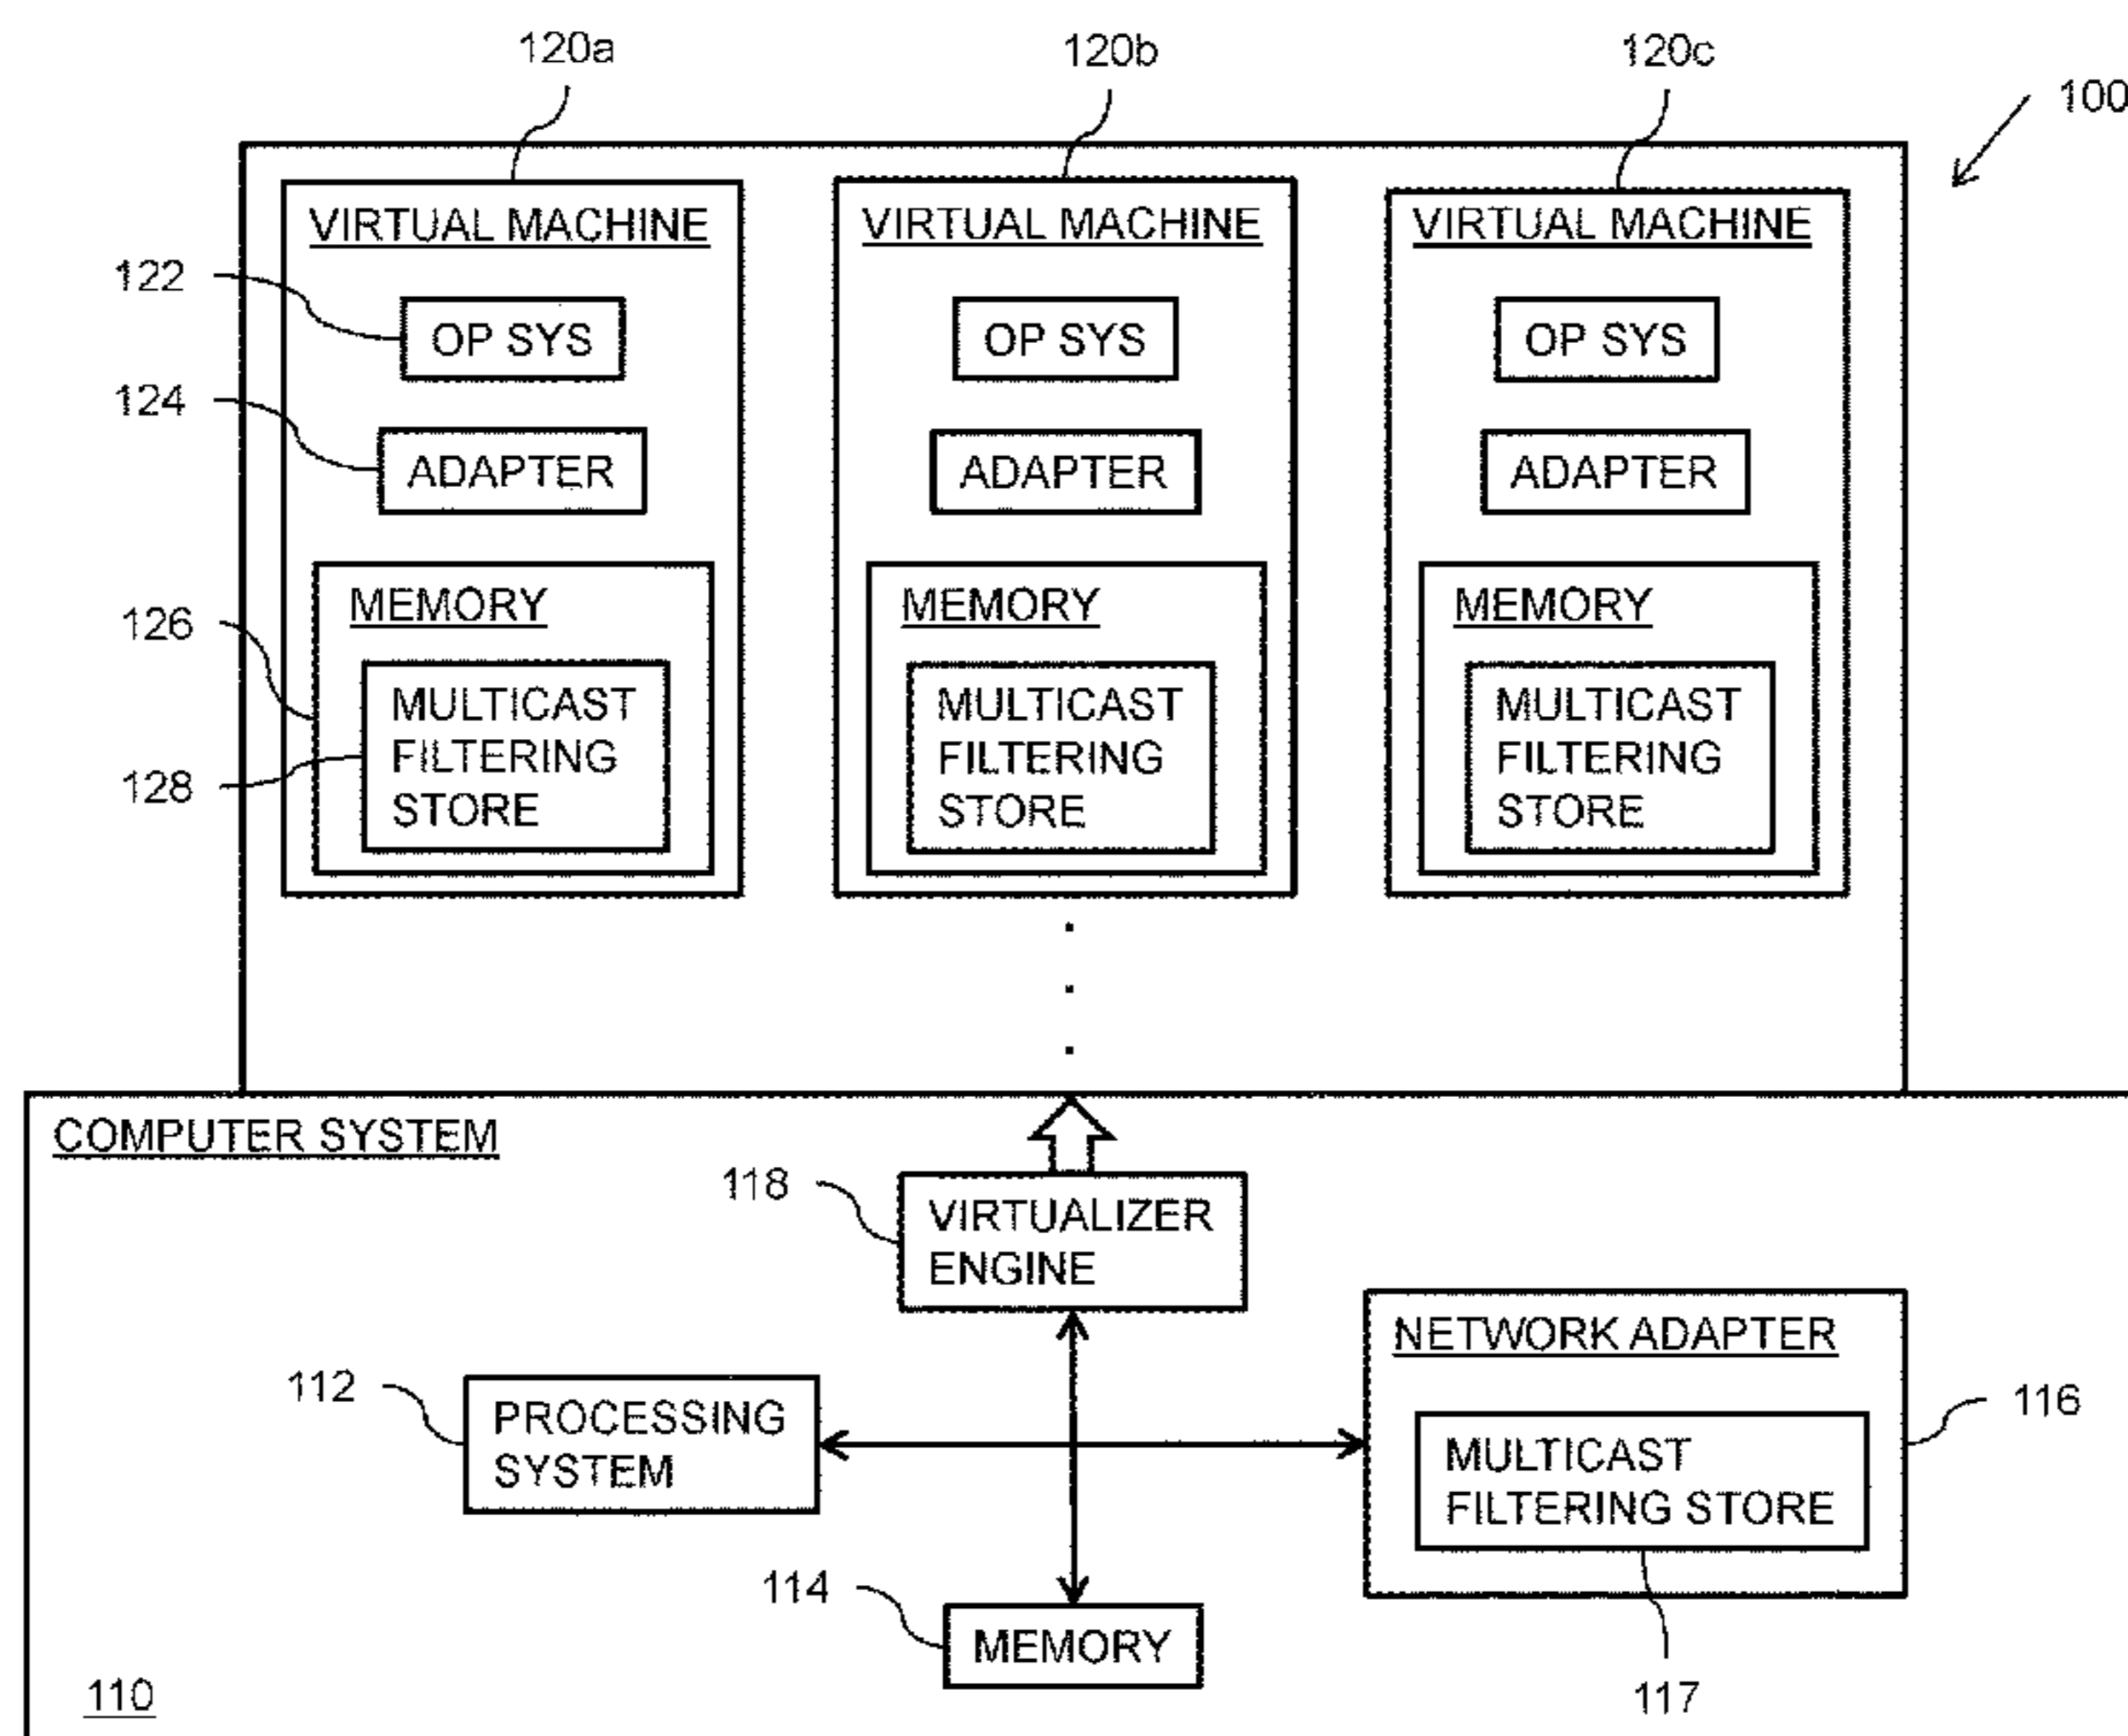 120a
120b
120c
100
VIRTUAL MACHINE
VIRTUAL MACHINE
VIRTUAL MACHINE
122
OP SYS
OP SYS
OP SYS
124
ADAPTER
ADAPTER
ADAPTER
126
MEMORY
MEMORY
MEMORY
128
MULTICAST
FILTERING
STORE
MULTICAST
FILTERING
STORE
MULTICAST
FILTERING
STORE
COMPUTER SYSTEM
118
VIRTUALIZER
ENGINE
112
PROCESSING
SYSTEM
NETWORK ADAPTER
116
MULTICAST
FILTERING STORE
117
114
MEMORY
110